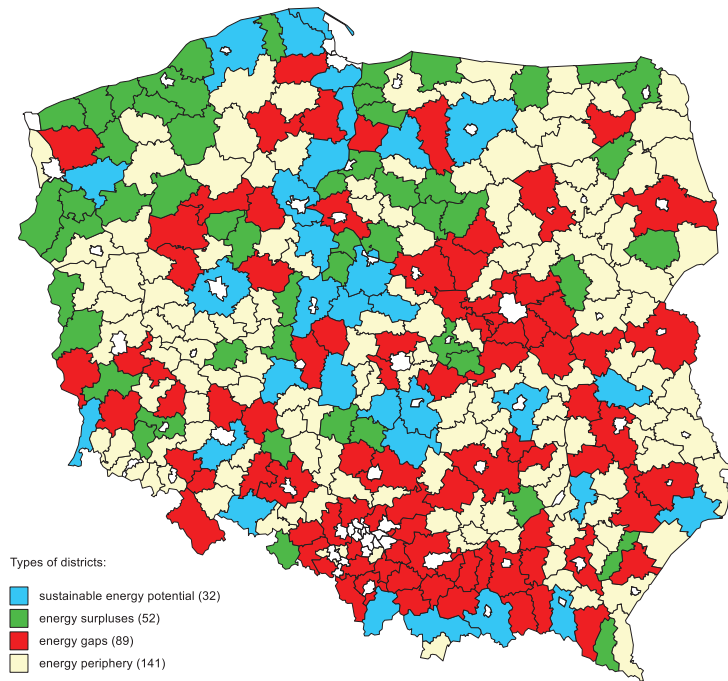 Types of districts:
sustainable energy potential (32)
energy surpluses (52)
energy gaps (89)
energy periphery (141)